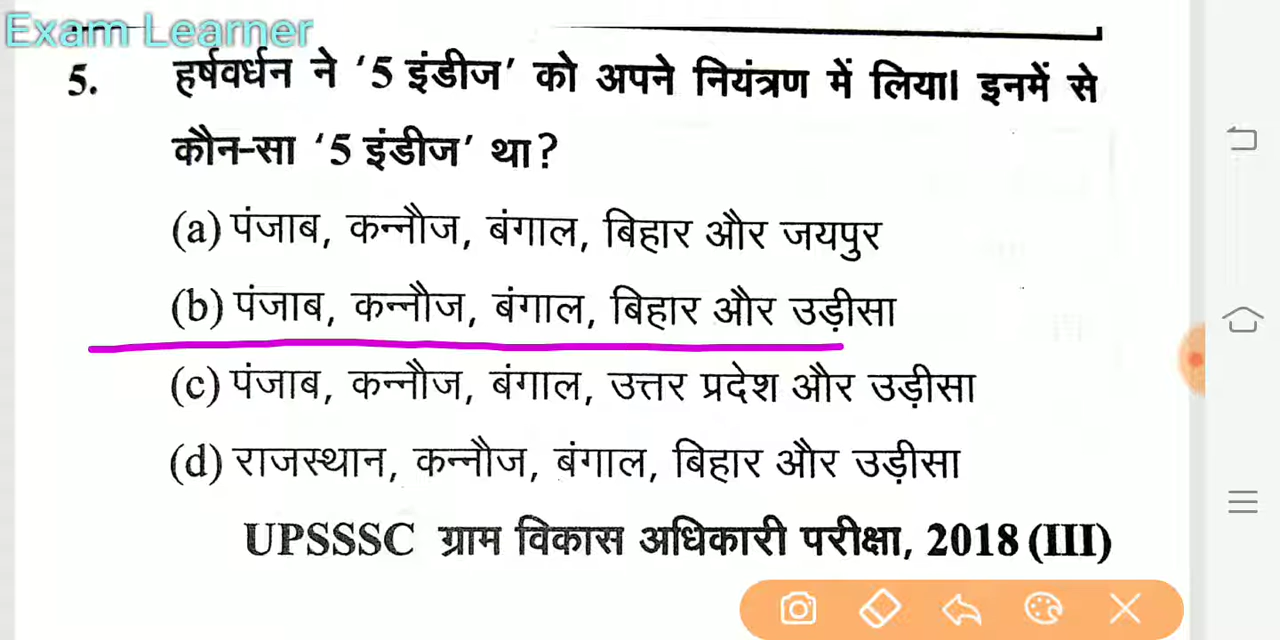 Exam Learner
5. हर्षवर्धन ने '5 इंडीज' को अपने नियंत्रण में लिया। इनमें से
कौन-सा '5 इंडीज' था?
(a) पंजाब, कन्नौज, बंगाल, बिहार और जयपुर
(b) पंजाब, कन्नौज, बंगाल, बिहार और उड़ीसा
(c) पंजाब, कन्नौज, बंगाल, उत्तर प्रदेश और उड़ीसा
(d) राजस्थान, कन्नौज, बंगाल, बिहार और उड़ीसा
UPSSSC ग्राम विकास अधिकारी परीक्षा, 2018 (III)